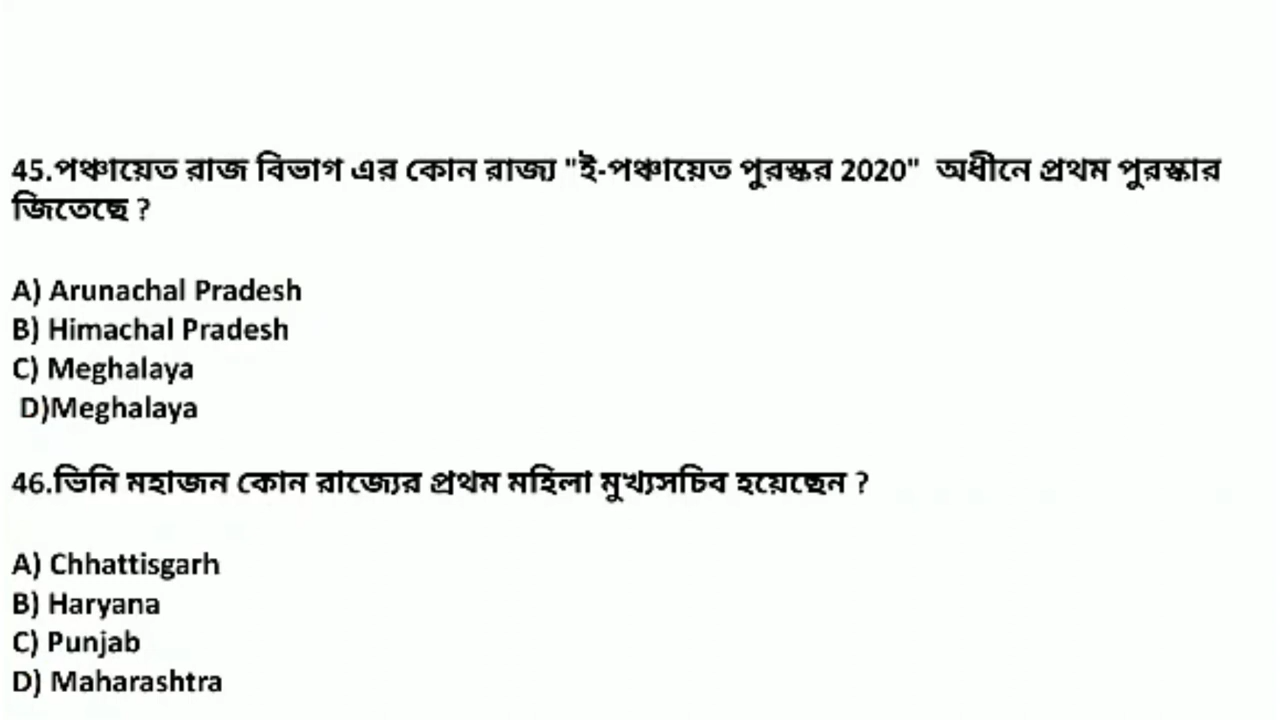 45.পঞ্চায়েত রাজ বিভাগ এর কোন রাজ্য "ই-পঞ্চায়েত পুরস্কর 2020" অধীনে প্রথম পুরস্কার
জিতেছে ?
A) Arunachal Pradesh
B) Himachal Pradesh
C) Meghalaya
D)Meghalaya
46.ভিনি মহাজন কোন রাজ্যের প্রথম মহিলা মুখ্যসচিব হয়েছেন ?
A) Chhattisgarh
B) Haryana
C) Punjab
D) Maharashtra